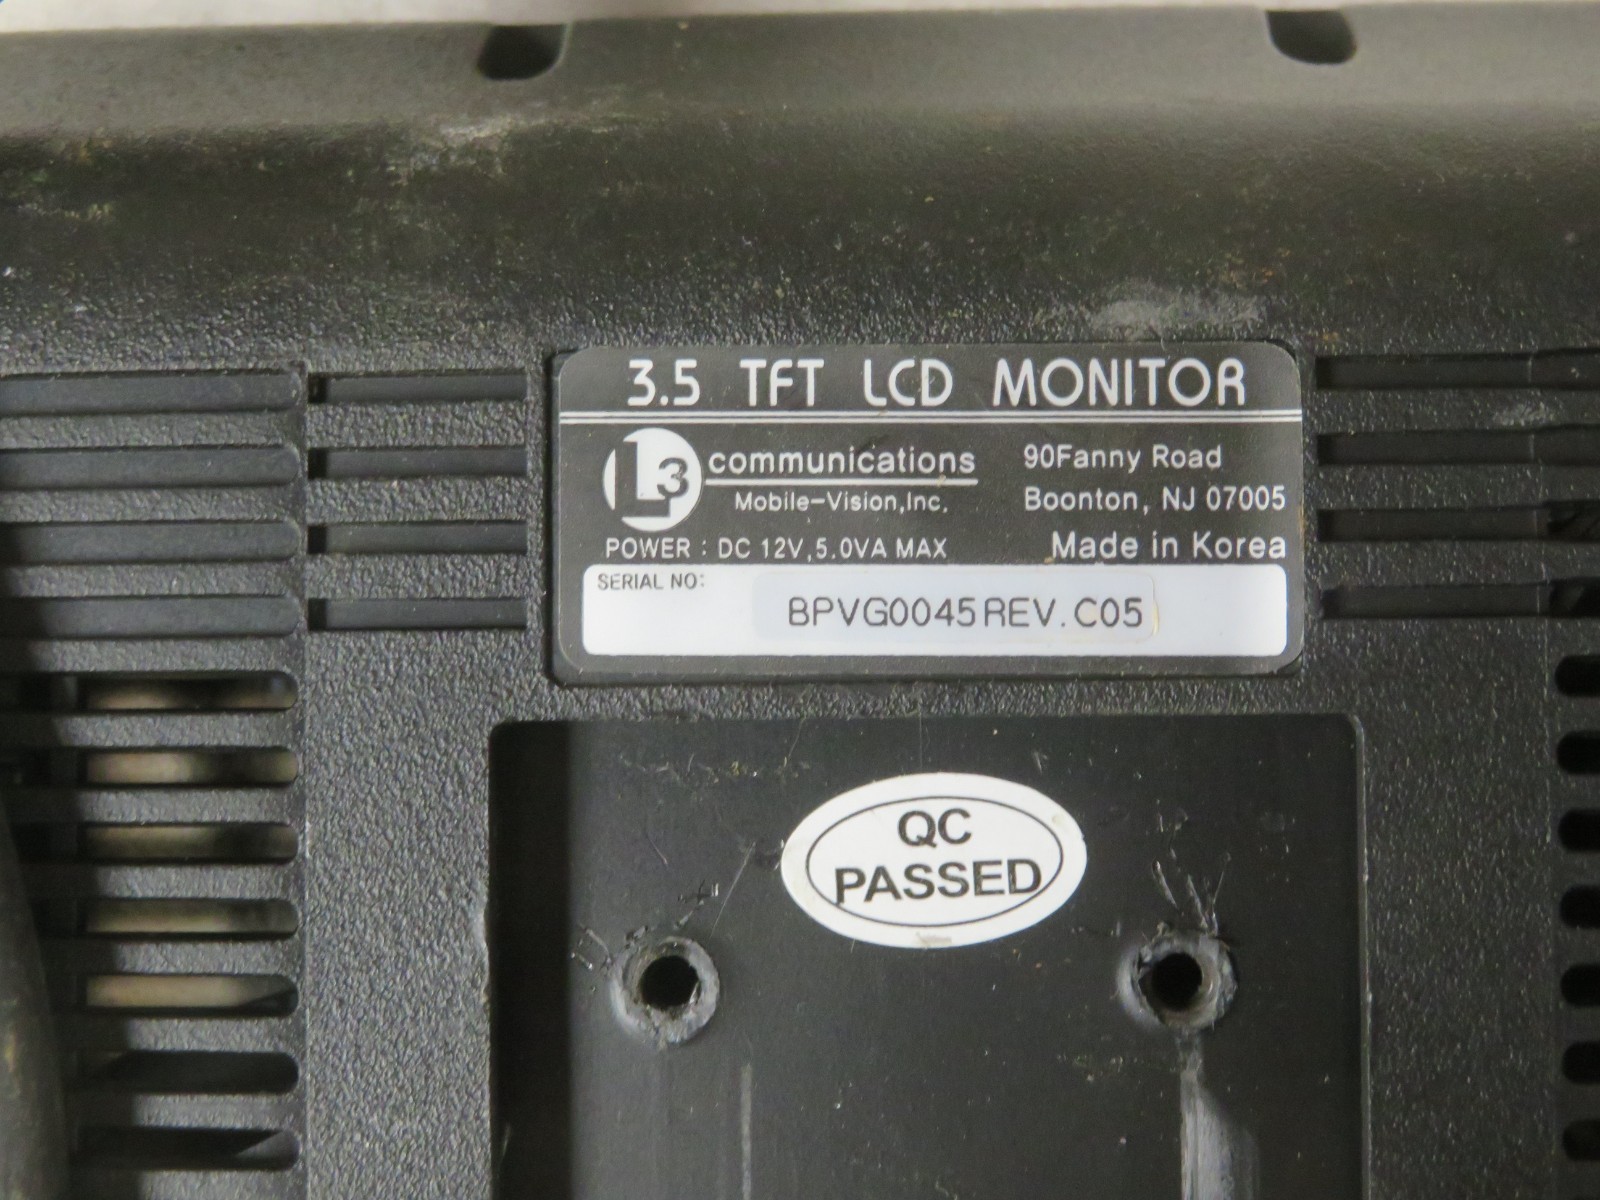 3.5 TFT LCD MONITOR
L3 communications
Mobile-Vision,Inc.
90Fanny Road
Boonton, NJ 07005
POWER : DC 12V,5.0VA MAX
Made in Korea
SERIAL NO:
BPVG0045REV.C05
QC
PASSED